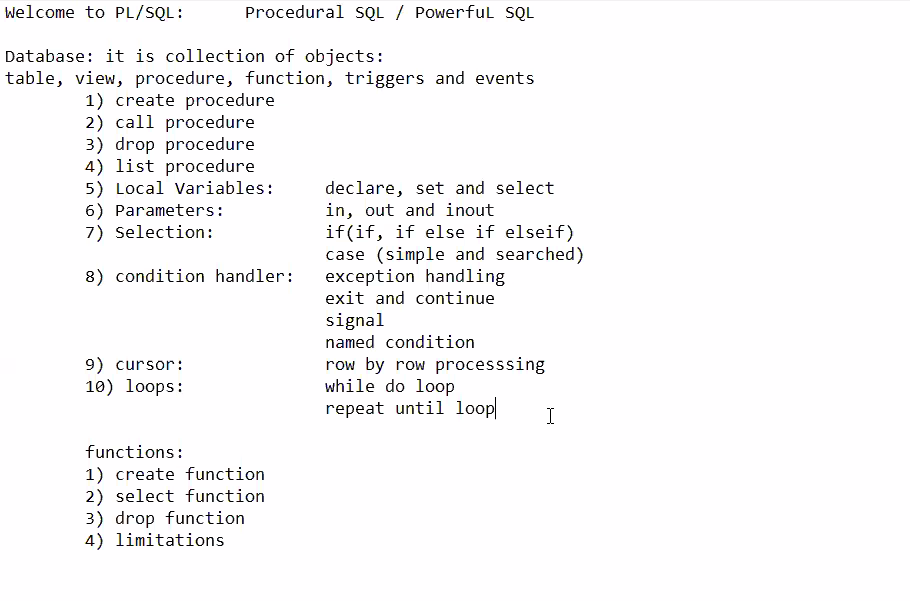 Welcome to PL/SQL: Procedural SQL / PowerfuL SQL
Database: it is collection of objects:
table, view, procedure, function, triggers and events
1) create procedure
2) call procedure
3) drop procedure
4) list procedure
5) Local Variables: declare, set and select
6) Parameters: in, out and inout
7) Selection: if(if, if else if elseif)
case (simple and searched)
8) condition handler: exception handling
exit and continue
signal
named condition
9) cursor: row by row processsing
10) loops: while do loop
repeat until loop
functions:
1) create function
2) select function
3) drop function
4) limitations